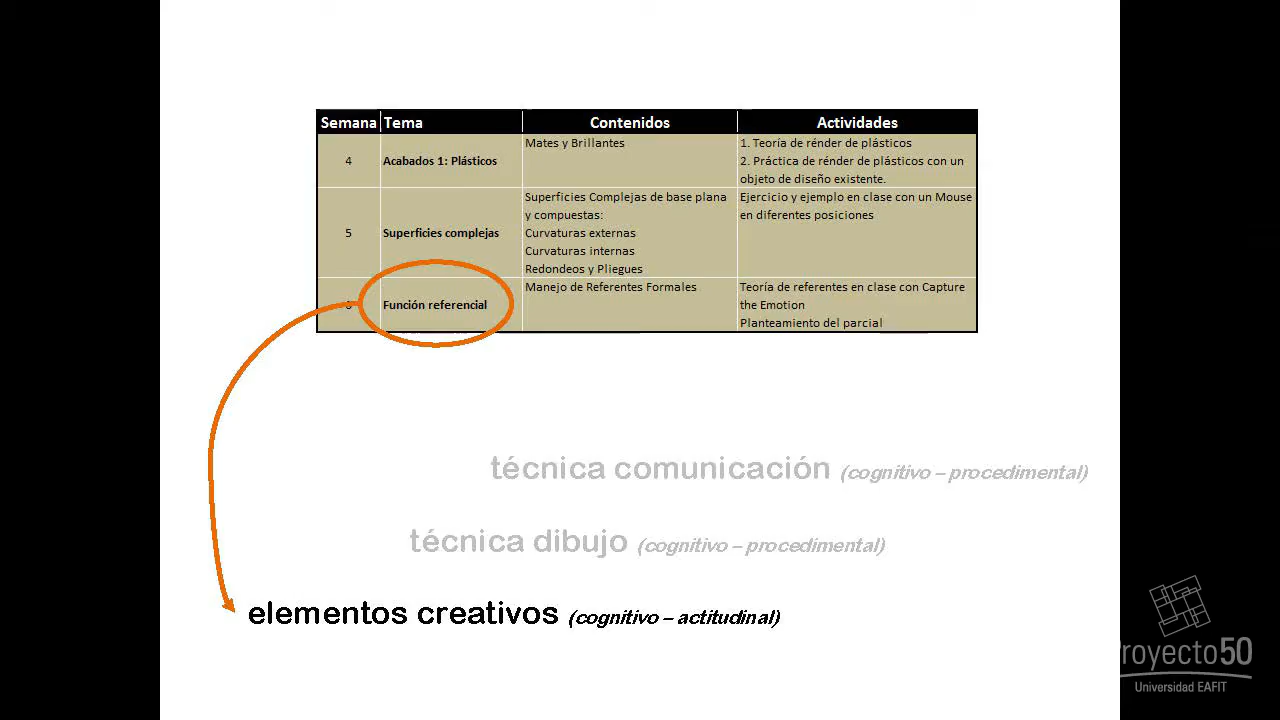 Semana Tema Contenidos Actividades
4 Acabados 1: Plásticos Mates y Brillantes 1. Teoría de rénder de plásticos
2. Práctica de rénder de plásticos con un
objeto de diseño existente.
5 Superficies complejas Superficies Complejas de base plana
y compuestas:
Curvaturas externas
Curvaturas internas
Redondeos y Pliegues
Ejercicio y ejemplo en clase con un Mouse
en diferentes posiciones
Función referencial Manejo de Referentes Formales Teoría de referentes en clase con Capture
the Emotion
Planteamiento del parcial
técnica comunicación (cognitivo – procedimental)
técnica dibujo (cognitivo – procedimental)
elementos creativos (cognitivo – actitudinal)
Proyecto50
Universidad EAFIT